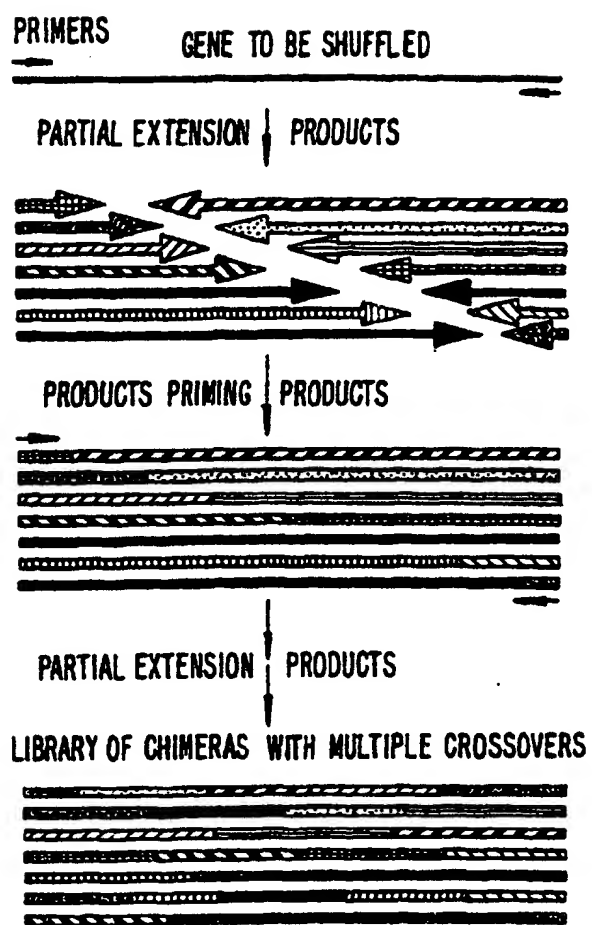 PRIMERS
GENE TO BE SHUFFLED
PARTIAL EXTENSION PRODUCTS
PRODUCTS PRIMING PRODUCTS
PARTIAL EXTENSION PRODUCTS
LIBRARY OF CHIMERAS WITH MULTIPLE CROSSOVERS